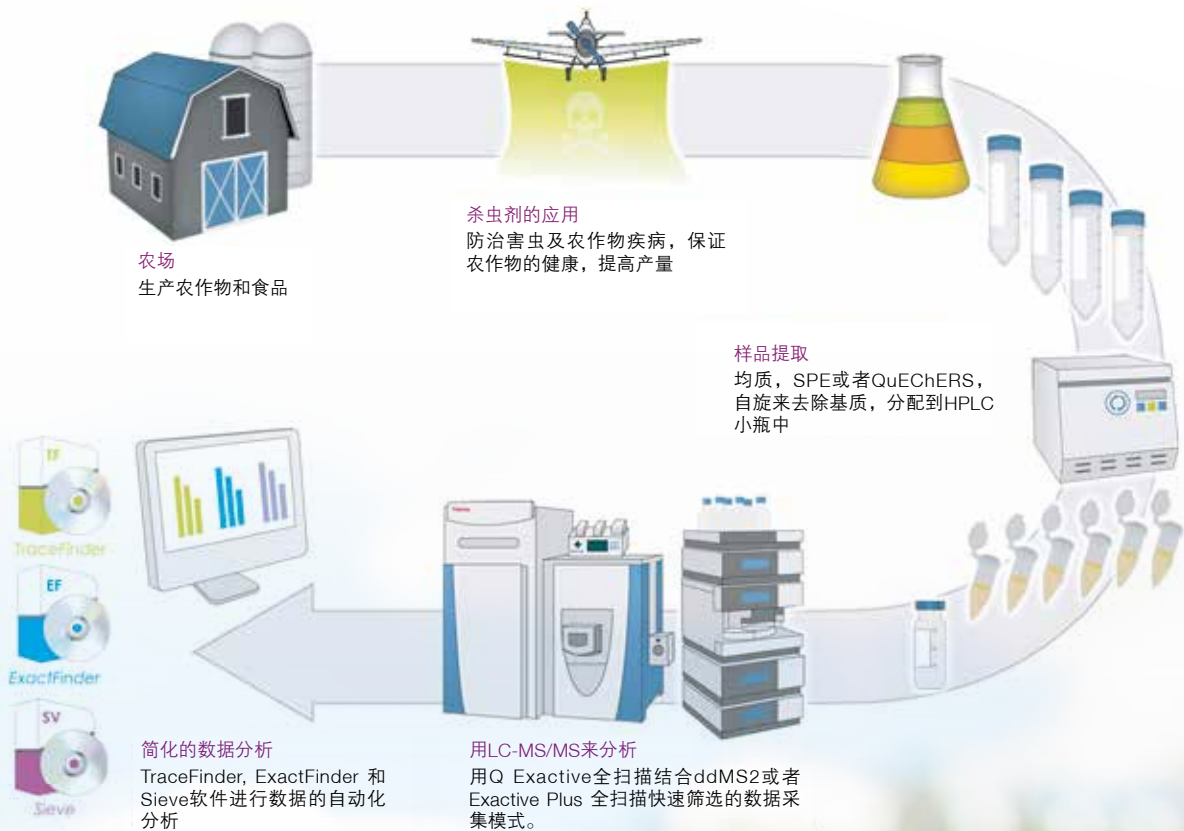 农场
生产农作物和食品
杀虫剂的应用
防治害虫及农作物疾病，保证
农作物的健康，提高产量
样品提取
均质，SPE或者QuEChERS，
自旋来去除基质，分配到HPLC
小瓶中
TF
TraceFinder
EF
ExactFinder
SV
Sieve
简化的数据分析
TraceFinder, ExactFinder 和
Sieve软件进行数据的自动化
分析
用LC-MS/MS来分析
用Q Exactive全扫描结合ddMS2或者
Exactive Plus 全扫描快速筛选的数据采
集模式。